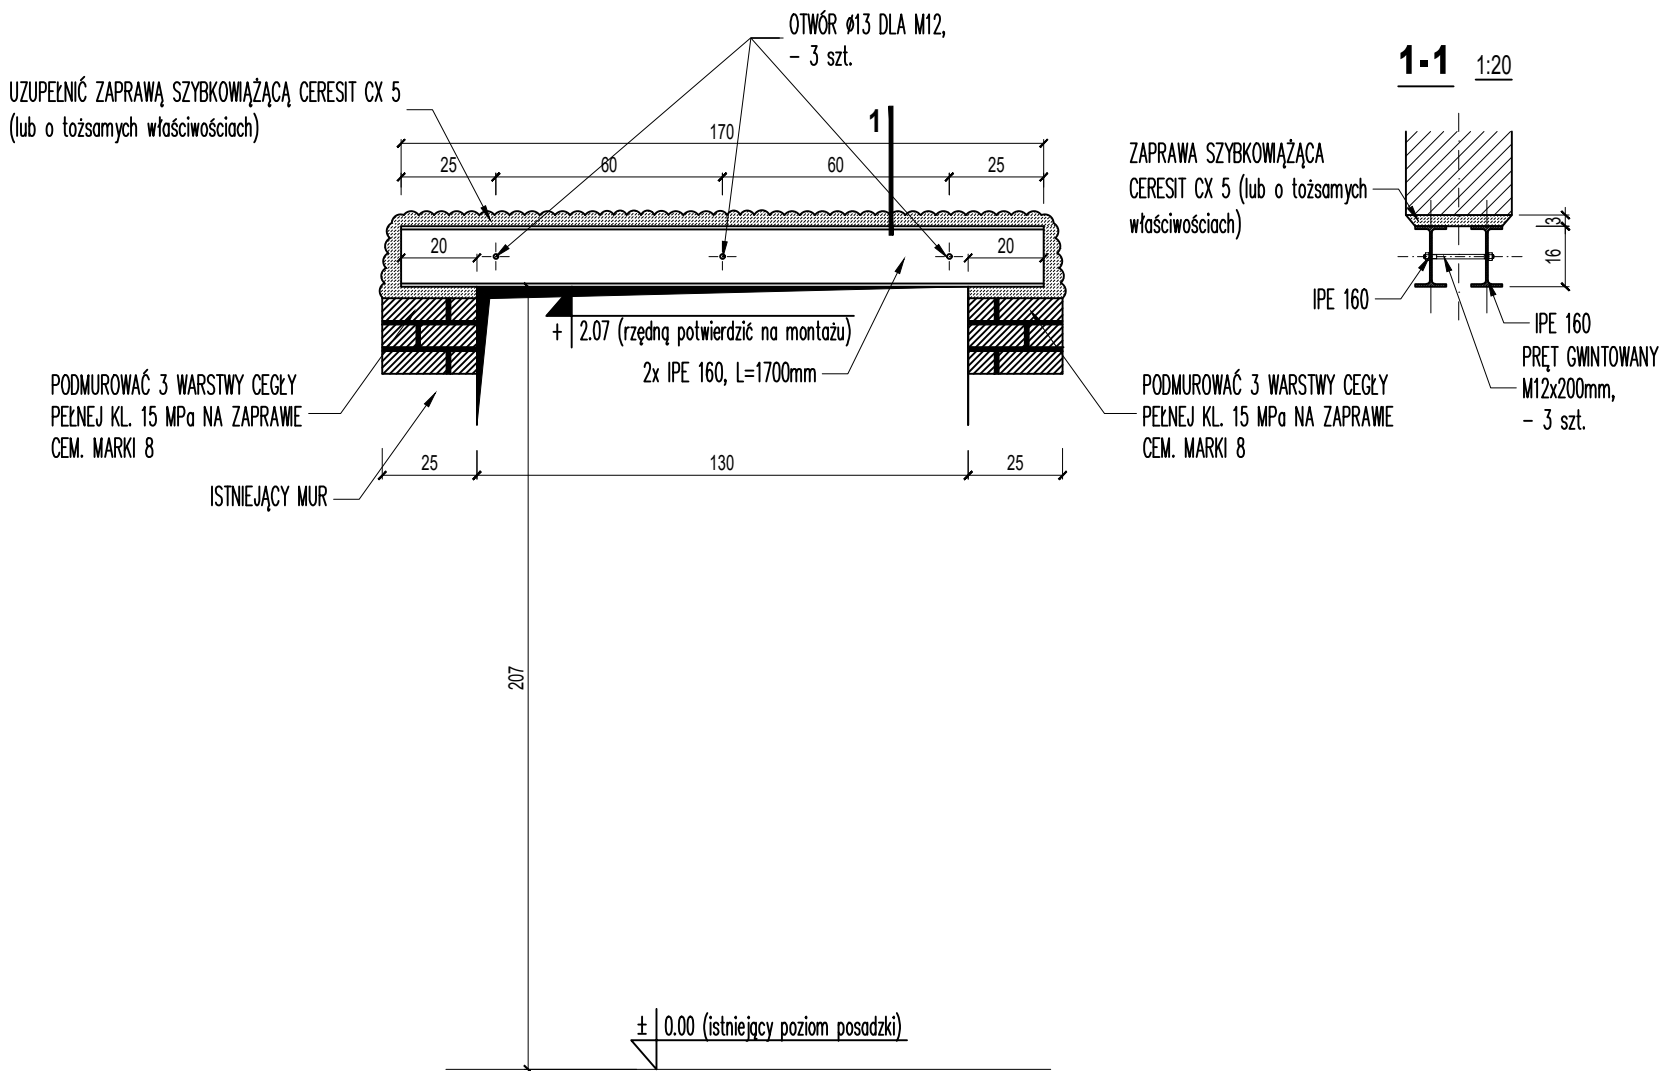 OTWÓR ø13 DLA M12,
– 3 szt.
1-1 1:20
UZUPEŁNIĆ ZAPRAWĄ SZYBKOWIĄŻĄCĄ CERESIT CX 5
(lub o tożsamych właściwościach)
1
170
25 60 60 25
ZAPRAWA SZYBKOWIĄŻĄCA
CERESIT CX 5 (lub o tożsamych
właściwościach)
3
16
20 20
IPE 160
IPE 160
PRĘT GWINTOWANY
M12x200mm,
– 3 szt.
+ 2.07 (rzędną potwierdzić na montażu)
2x IPE 160, L=1700mm
PODMUROWAĆ 3 WARSTWY CEGŁY
PEŁNEJ KL. 15 MPa NA ZAPRAWIE
CEM. MARKI 8
PODMUROWAĆ 3 WARSTWY CEGŁY
PEŁNEJ KL. 15 MPa NA ZAPRAWIE
CEM. MARKI 8
25 130 25
ISTNIEJĄCY MUR
207
± 0.00 (istniejący poziom posadzki)